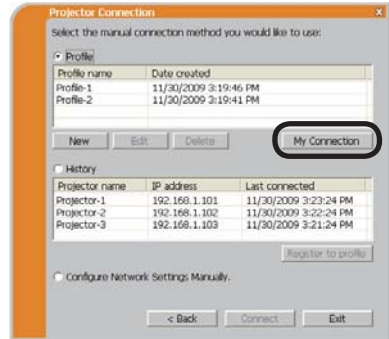 Projector Connection
Select the manual connection method you would like to use:
Profile
Profile name Date created
Profile-1 11/30/2009 3:19:46 PM
Profile-2 11/30/2009 3:19:41 PM
New Edit Delete My Connection
History
Projector name IP address Last connected
Projector-1 192.168.1.101 11/30/2009 3:23:24 PM
Projector-2 192.168.1.102 11/30/2009 3:22:24 PM
Projector-3 192.168.1.103 11/30/2009 3:21:24 PM
Register to profile
Configure Network Settings Manually.
< Back Connect Exit